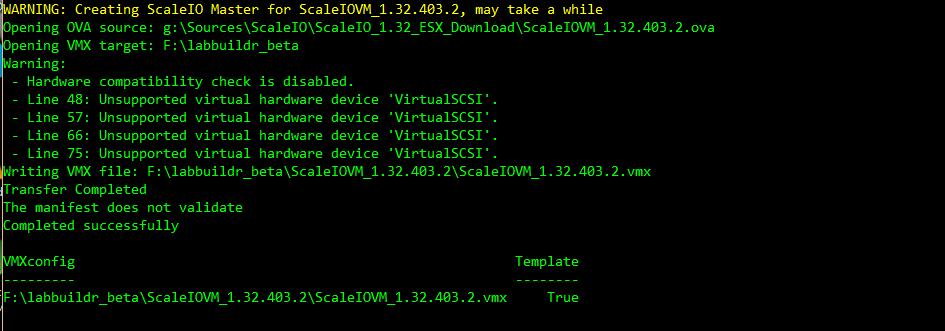 WARNING: Creating ScaleIO Master for ScaleIOVM_1.32.403.2, may take a while
Opening OVA source: g:\Sources\ScaleIO\ScaleIO_1.32_ESX_Download\ScaleIOVM_1.32.403.2.ova
Opening VMX target: F:\labbuildr_beta
Warning:
 - Hardware compatibility check is disabled.
 - Line 48: Unsupported virtual hardware device 'VirtualSCSI'.
 - Line 57: Unsupported virtual hardware device 'VirtualSCSI'.
 - Line 66: Unsupported virtual hardware device 'VirtualSCSI'.
 - Line 75: Unsupported virtual hardware device 'VirtualSCSI'.
Writing VMX file: F:\labbuildr_beta\ScaleIOVM_1.32.403.2\ScaleIOVM_1.32.403.2.vmx
Transfer Completed
The manifest does not validate
Completed successfully
VMXconfig Template
--------- --------
F:\labbuildr_beta\ScaleIOVM_1.32.403.2\ScaleIOVM_1.32.403.2.vmx True